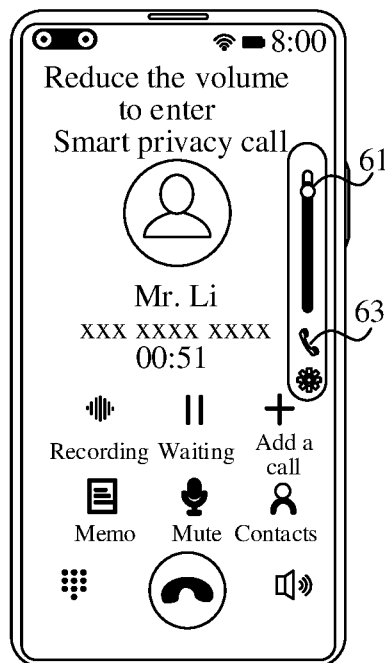 8:00
Reduce the volume
to enter
Smart privacy call
61
Mr. Li
63
xxx xxxx xxxx
00:51
Recording Waiting Add a
call
Memo Mute Contacts